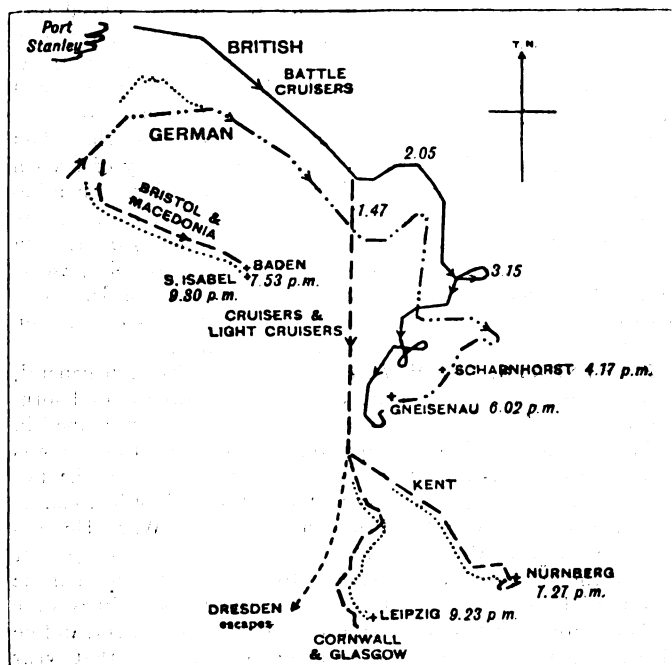 Port
Stanley
BRITISH
BATTLE
CRUISERS
T. N.
GERMAN
2.05
BRISTOL &
MACEDONIA
1.47
BADEN
7.53 p.m.
S. ISABEL
9.30 p.m.
3.15
CRUISERS &
LIGHT CRUISERS
SCHARNHORST 4.17 p.m.
GNEISENAU 6.02 p.m.
KENT
NÜRNBERG
7.27 p.m.
DRESDEN
escapes
LEIPZIG 9.23 p m.
CORNWALL
& GLASGOW